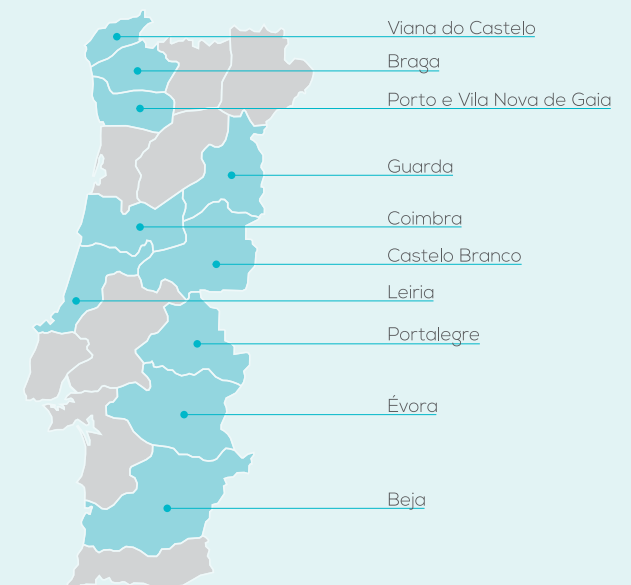 Viana do Castelo
Braga
Porto e Vila Nova de Gaia
Guarda
Coimbra
Castelo Branco
Leiria
Portalegre
Évora
Beja